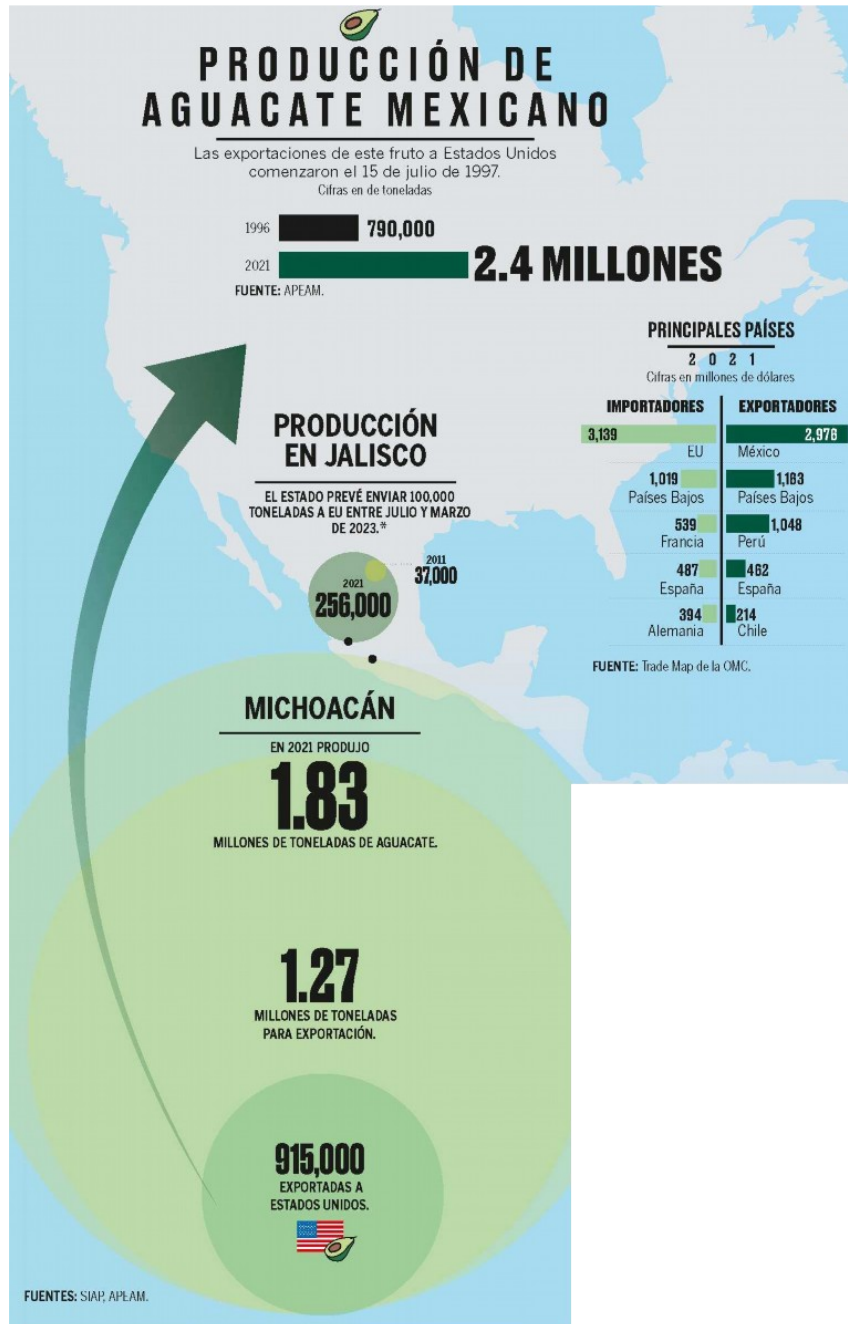 PRODUCCIÓN DE
AGUACATE MEXICANO
Las exportaciones de este fruto a Estados Unidos
comenzaron el 15 de julio de 1997.
Cifras en de toneladas
1996 790,000
2021 2.4 MILLONES
FUENTE: APEAM.
PRINCIPALES PAÍSES
2 0 2 1
Cifras en millones de dólares
IMPORTADORES EXPORTADORES
3,139 2,976
EU México
1,019 1,163
Países Bajos Países Bajos
539 1,048
Francia Perú
487 462
España España
394 214
Alemania Chile
FUENTE: Trade Map de la OMC.
PRODUCCIÓN
EN JALISCO
EL ESTADO PREVÉ ENVIAR 100,000
TONELADAS A EU ENTRE JULIO Y MARZO
DE 2023.*
2011
37,000
2021
256,000
MICHOACÁN
EN 2021 PRODUJO
1.83
MILLONES DE TONELADAS DE AGUACATE.
1.27
MILLONES DE TONELADAS
PARA EXPORTACIÓN.
915,000
EXPORTADAS A
ESTADOS UNIDOS.
FUENTES: SIAP, APEAM.